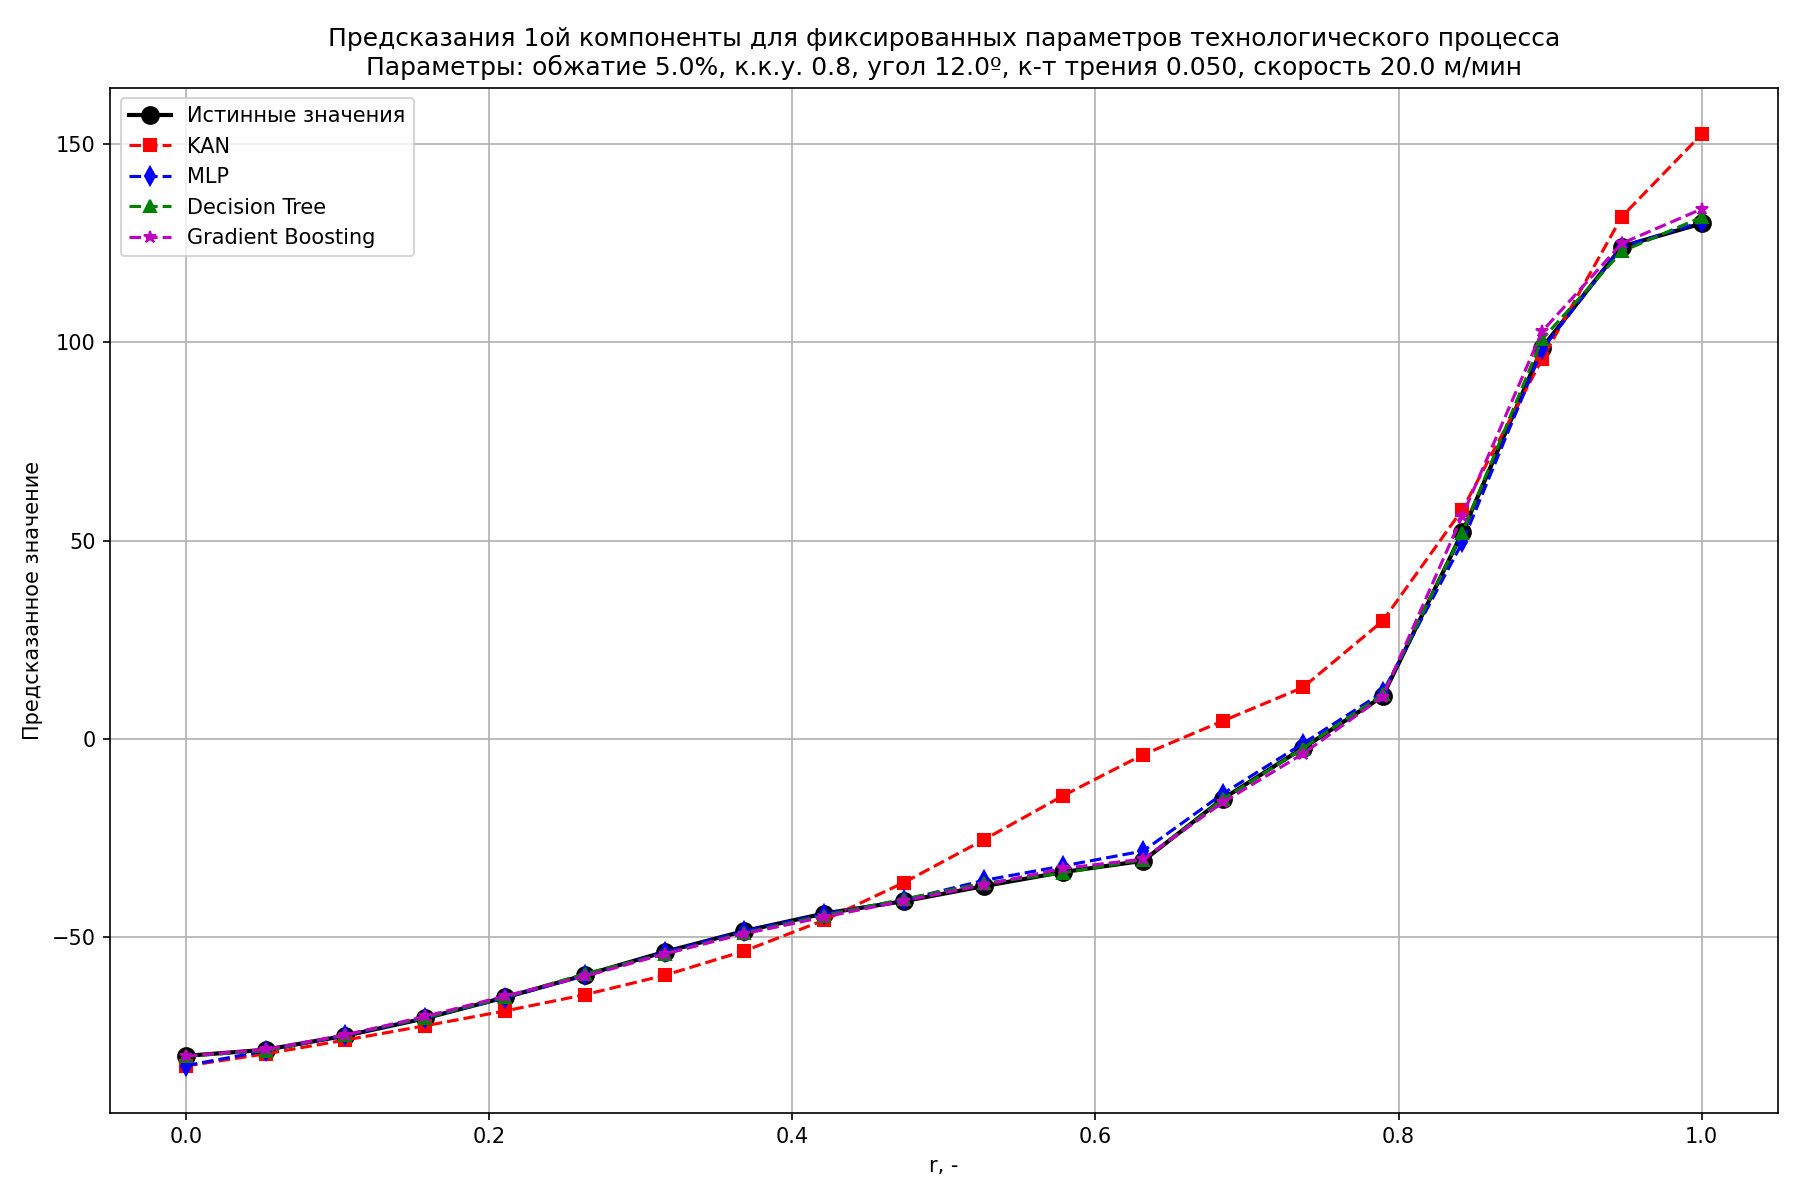 Предсказания 1ой компоненты для фиксированных параметров технологического процесса
Параметры: обжатие 5.0%, к.к.у. 0.8, угол 12.0º, к-т трения 0.050, скорость 20.0 м/мин
Истинные значения
KAN
MLP
Decision Tree
Gradient Boosting
Предсказанное значение
150
100
50
0
−50
0.0
0.2
0.4
0.6
0.8
1.0
r, -